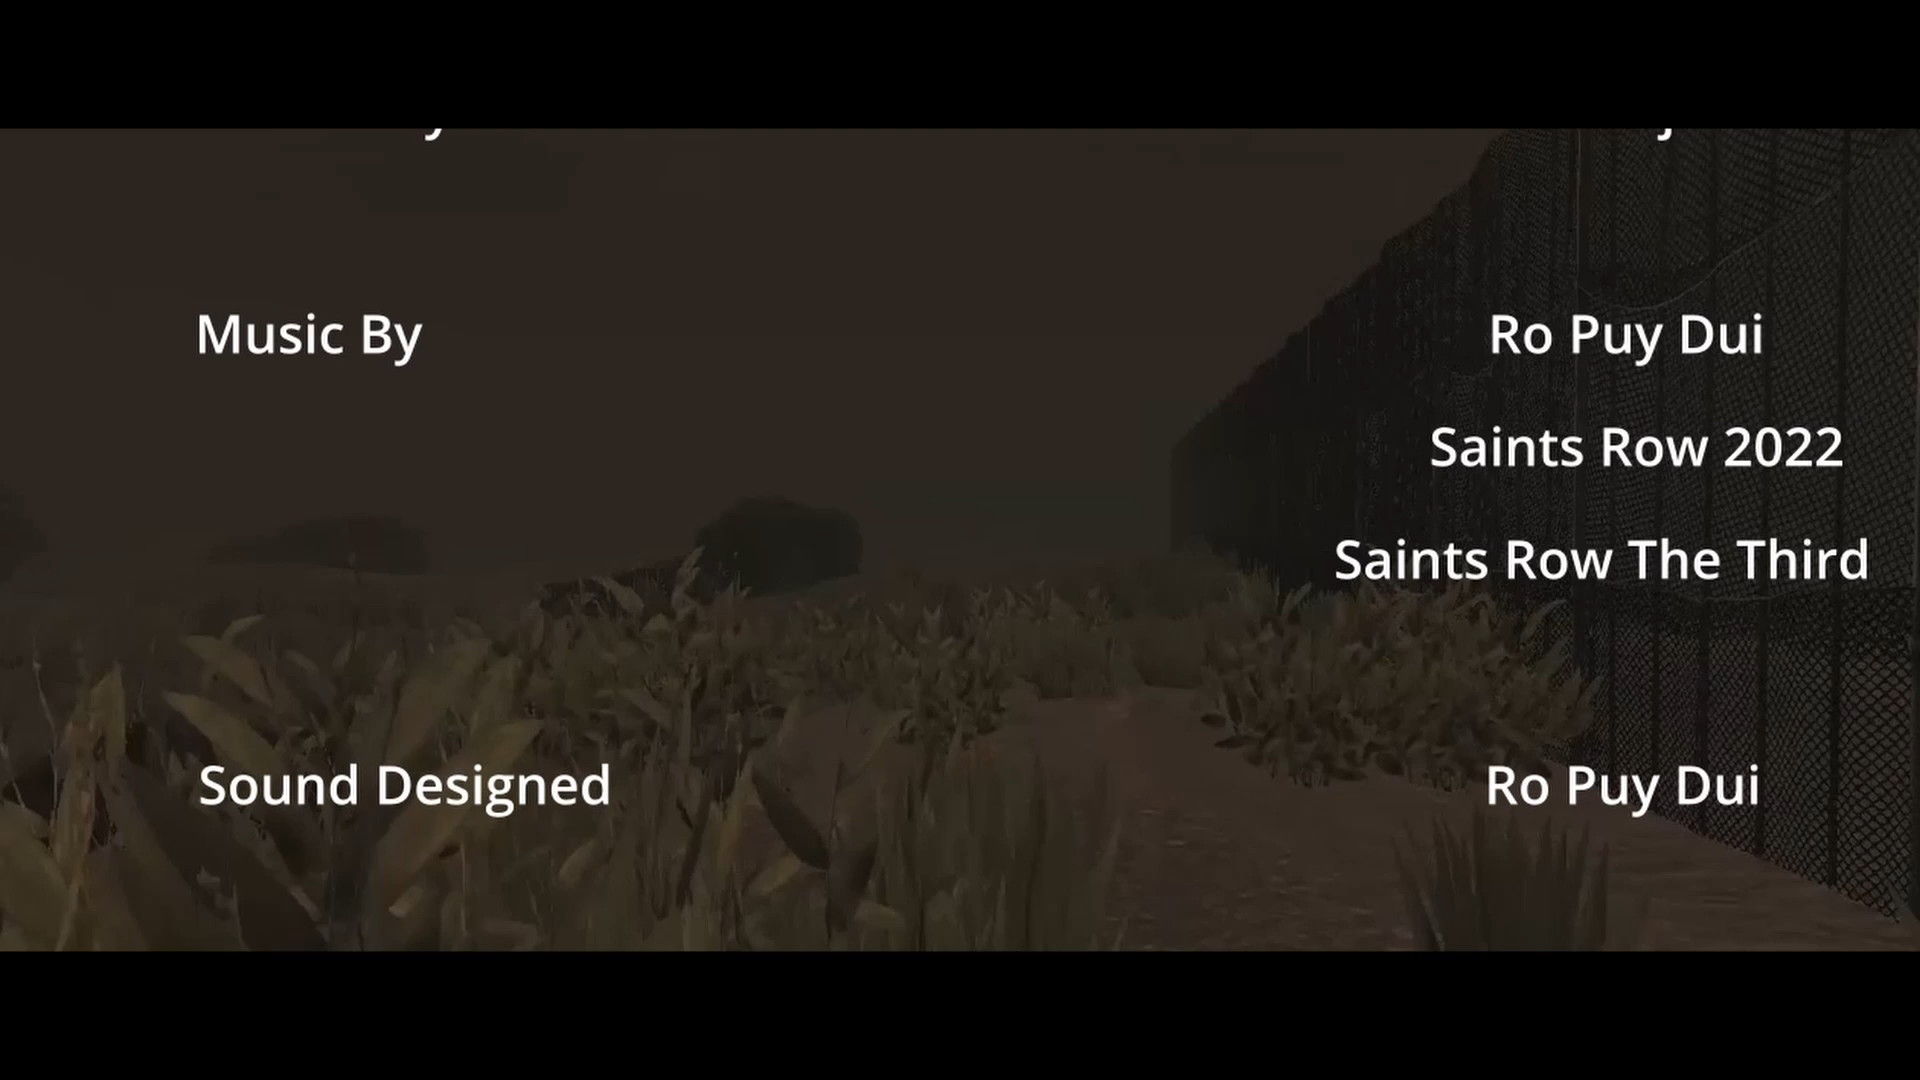 Music By
Ro Puy Dui
Saints Row 2022
Saints Row The Third
Sound Designed
Ro Puy Dui